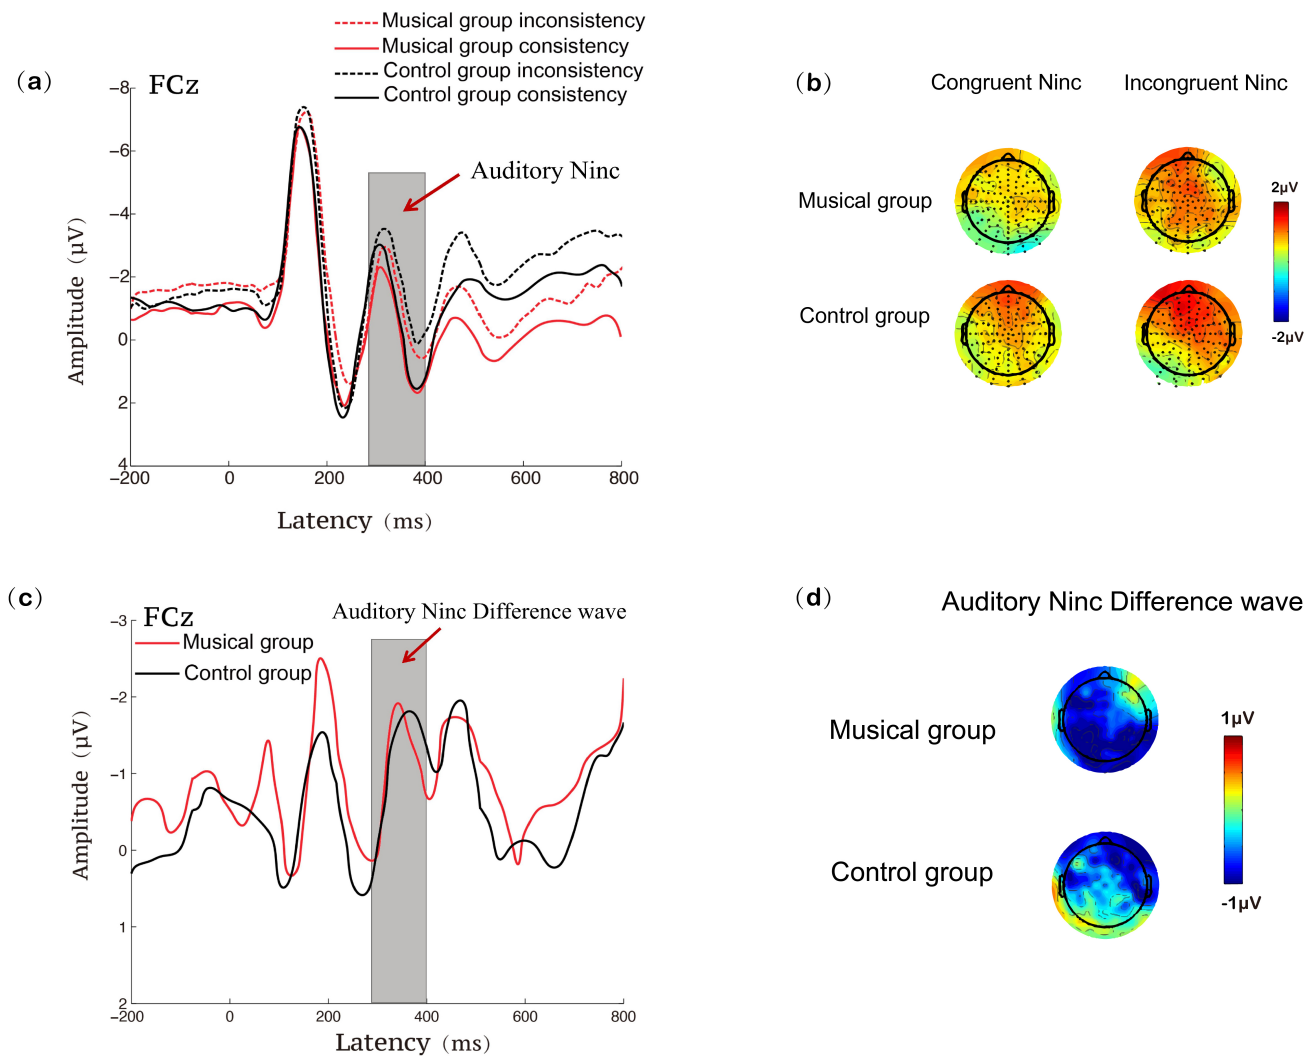 Musical group inconsistency
Musical group consistency
Control group inconsistency
Control group consistency
(a)
FCz
Auditory Ninc
Amplitude (μV)
−8
−6
−4
−2
0
2
4
−200 0 200 400 600 800
Latency (ms)
(b)
Congruent Ninc Incongruent Ninc
Musical group
Control group
2μV
-2μV
(c)
FCz
Auditory Ninc Difference wave
Musical group
Control group
Amplitude (μV)
−3
−2
−1
0
1
2
−200 0 200 400 600 800
Latency (ms)
(d)
Auditory Ninc Difference wave
Musical group
Control group
1μV
-1μV